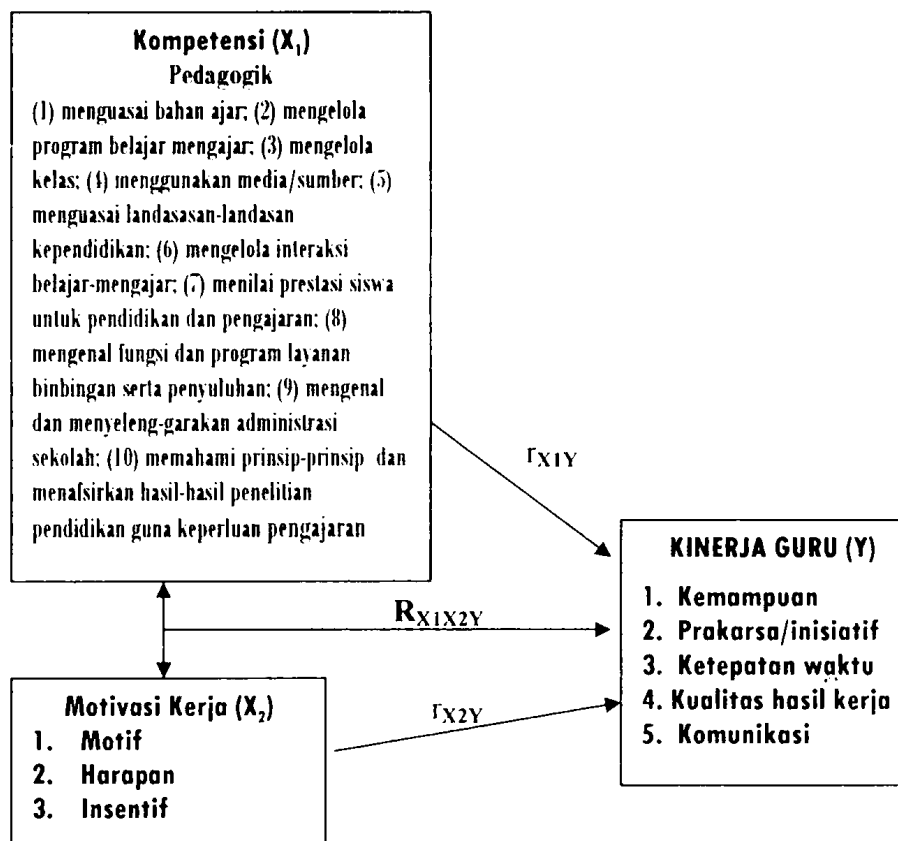 Kompetensi (X₁)
Pedagogik
(1) menguasai bahan ajar; (2) mengelola
program belajar mengajar; (3) mengelola
kelas; (4) menggunakan media/sumber; (5)
menguasai landasasan-landasan
kependidikan; (6) mengelola interaksi
belajar-mengajar; (7) menilai prestasi siswa
untuk pendidikan dan pengajaran; (8)
mengenal fungsi dan program layanan
binbingan serta penyuluhan; (9) mengenal
dan menyeleng-garakan administrasi
sekolah; (10) memahami prinsip-prinsip dan
menafsirkan hasil-hasil penelitian
pendidikan guna keperluan pengajaran
rX1Y
RX1X2Y
Motivasi Kerja (X₂)
1. Motif
2. Harapan
3. Insentif
rX2Y
KINERJA GURU (Y)
1. Kemampuan
2. Prakarsa/inisiatif
3. Ketepatan waktu
4. Kualitas hasil kerja
5. Komunikasi